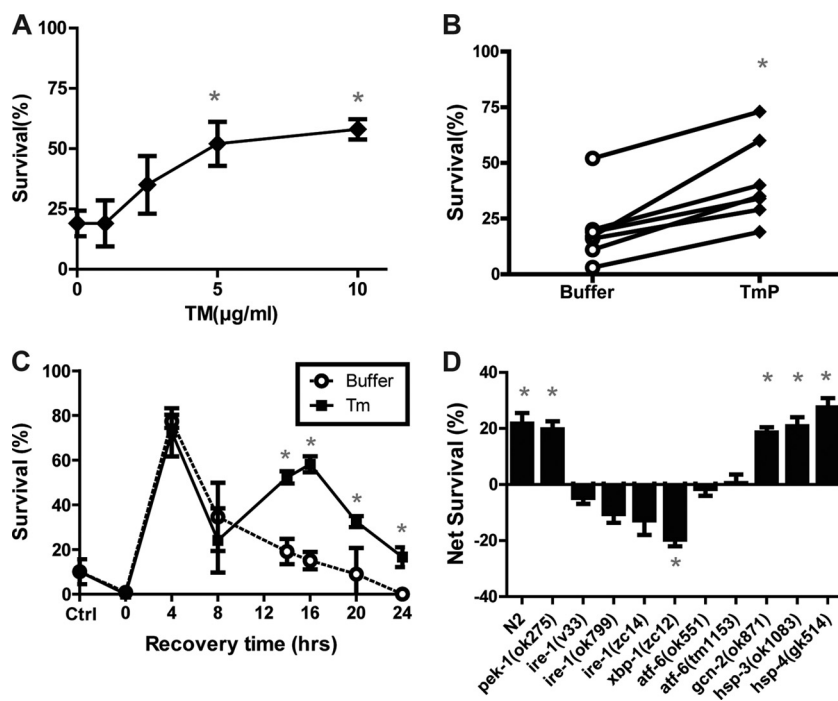 A
Survival(%)
100
75
50
25
0
*
*
0
5
10
TM(µg/ml)
B
Survival(%)
100
75
50
25
0
*
Buffer
TmP
C
Survival (%)
100
80
60
40
20
0
Buffer
Tm
*
*
*
*
Ctrl
0
4
8
12
14
16
20
24
Recovery time (hrs)
D
Net Survival (%)
40
20
0
-20
-40
*
*
*
*
*
*
N2
pek-1(ok275)
ire-1(v33)
ire-1(ok799)
ire-1(zc14)
xbp-1(zc12)
atf-6(ok551)
atf-6(tm1153)
gcn-2(ok871)
hsp-3(ok1083)
hsp-4(gk514)